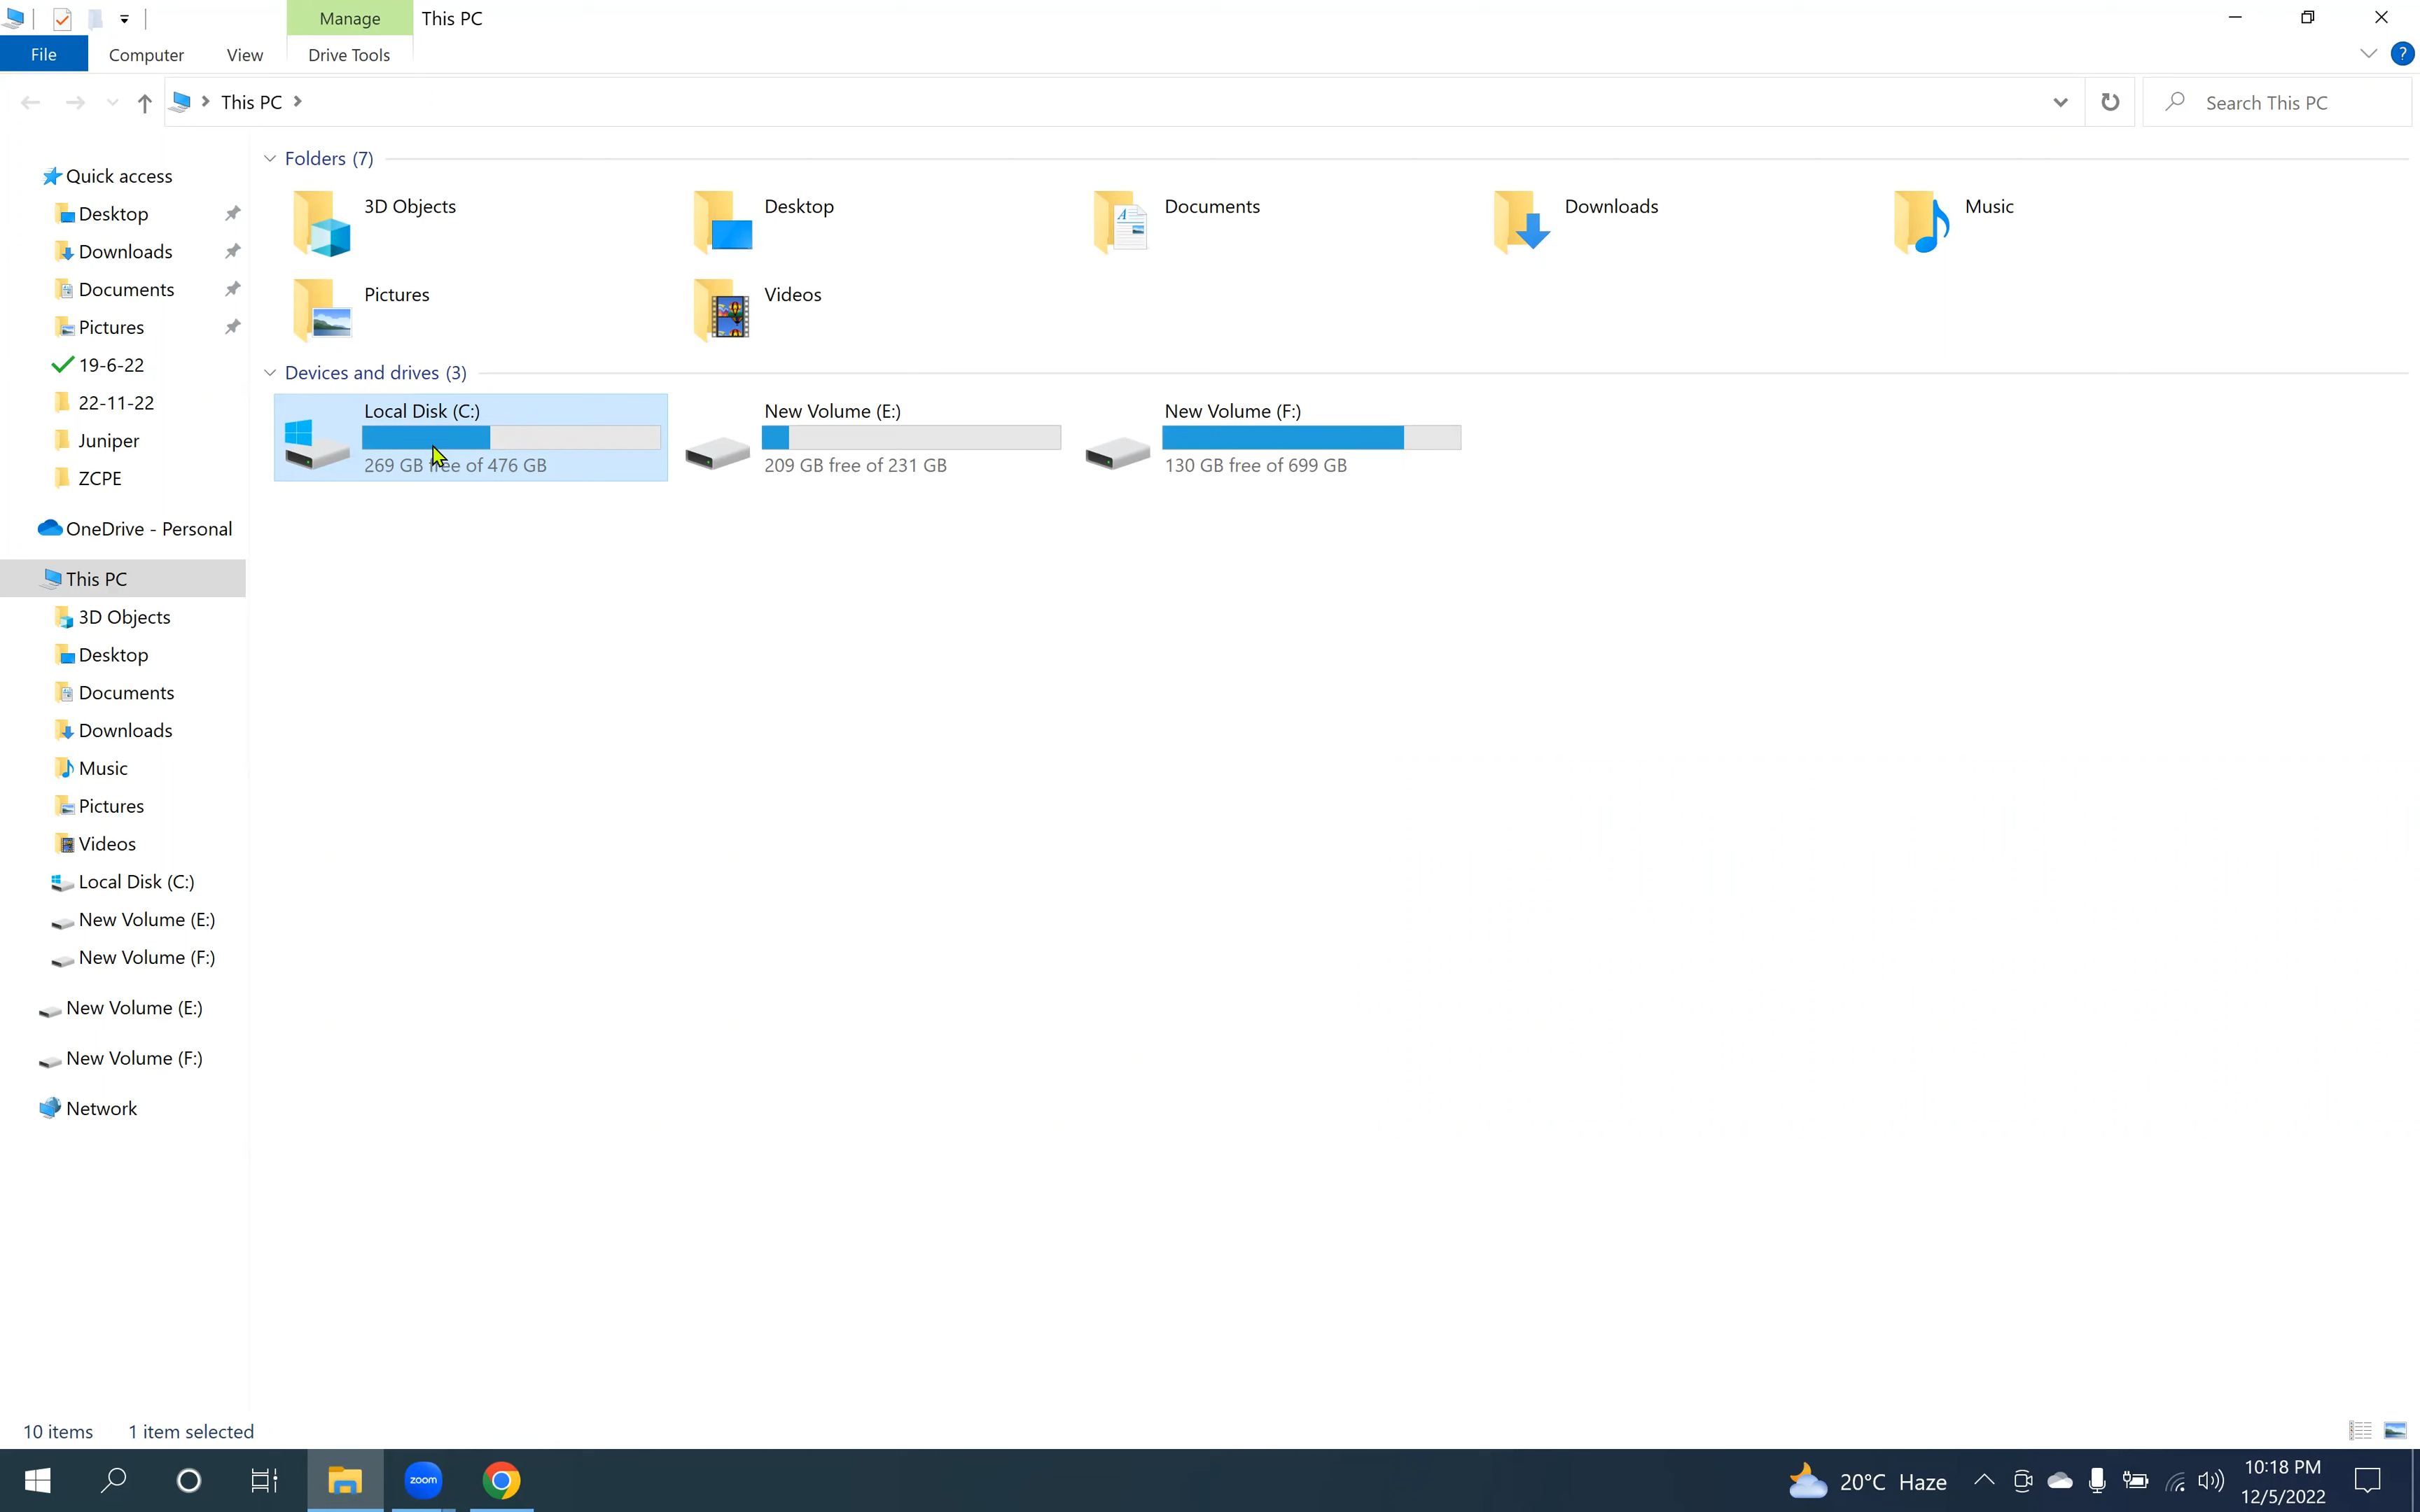 Manage This PC
File Computer View Drive Tools
This PC
Search This PC
Quick access
Desktop
Downloads
Documents
Pictures
19-6-22
22-11-22
Juniper
ZCPE
OneDrive - Personal
This PC
3D Objects
Desktop
Documents
Downloads
Music
Pictures
Videos
Local Disk (C:)
New Volume (E:)
New Volume (F:)
New Volume (E:)
New Volume (F:)
Network
Folders (7)
3D Objects
Desktop
Documents
Downloads
Music
Pictures
Videos
Devices and drives (3)
Local Disk (C:)
269 GB free of 476 GB
New Volume (E:)
209 GB free of 231 GB
New Volume (F:)
130 GB free of 699 GB
10 items 1 item selected
zoom
20°C Haze
10:18 PM
12/5/2022